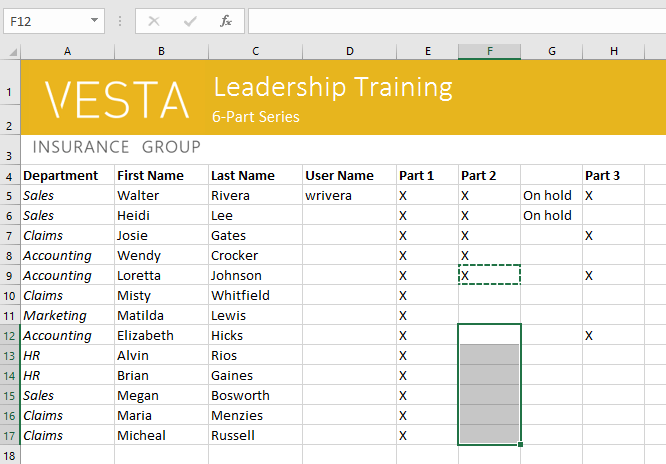 F12 fx
A B C D E F G H
1 VESTA Leadership Training
2 6-Part Series
3 INSURANCE GROUP
4 Department First Name Last Name User Name Part 1 Part 2 Part 3
5 Sales Walter Rivera wrivera X X On hold X
6 Sales Heidi Lee X X On hold
7 Claims Josie Gates X X X
8 Accounting Wendy Crocker X X
9 Accounting Loretta Johnson X X X
10 Claims Misty Whitfield X
11 Marketing Matilda Lewis X
12 Accounting Elizabeth Hicks X X
13 HR Alvin Rios X
14 HR Brian Gaines X
15 Sales Megan Bosworth X
16 Claims Maria Menzies X
17 Claims Micheal Russell X
18